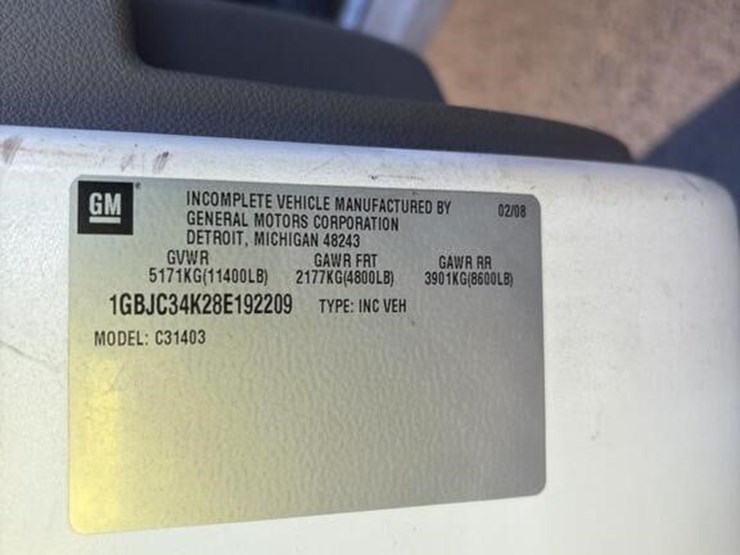 GM
INCOMPLETE VEHICLE MANUFACTURED BY 02/08
GENERAL MOTORS CORPORATION
DETROIT, MICHIGAN 48243
GVWR GAWR FRT GAWR RR
5171KG(11400LB) 2177KG(4800LB) 3901KG(8600LB)
1GBJC34K28E192209 TYPE: INC VEH
MODEL: C31403